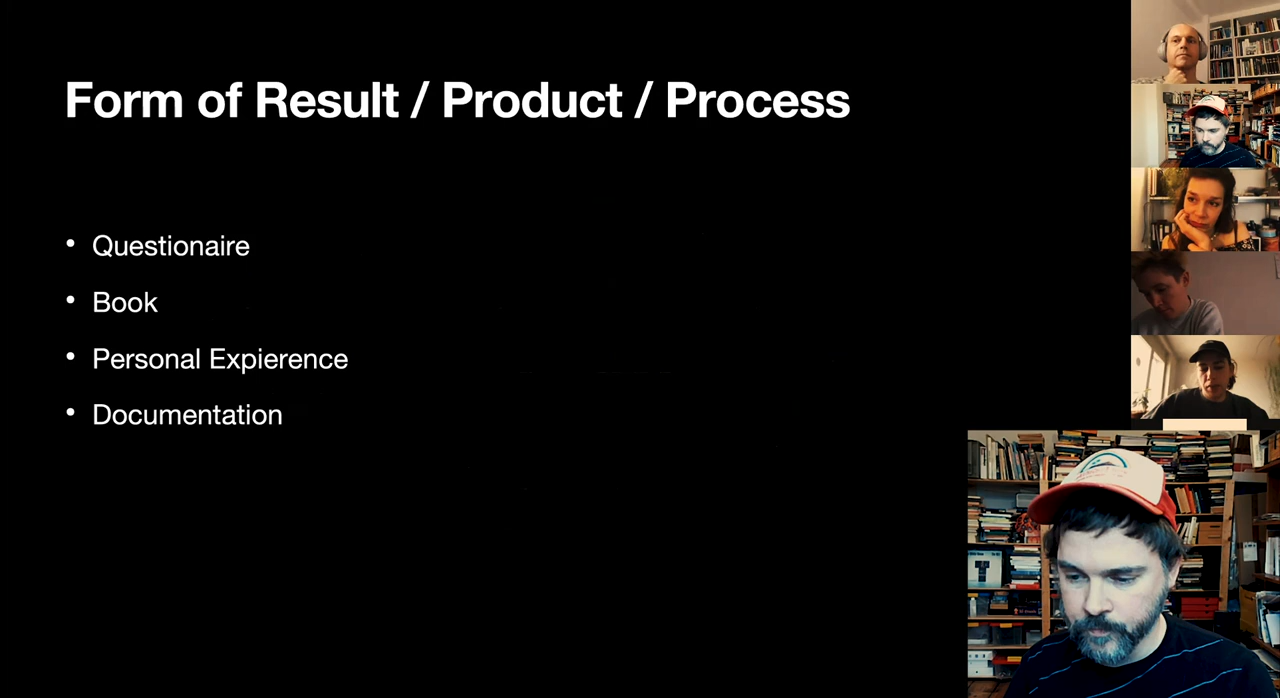 Form of Result / Product / Process
• Questionaire
• Book
• Personal Expierence
• Documentation